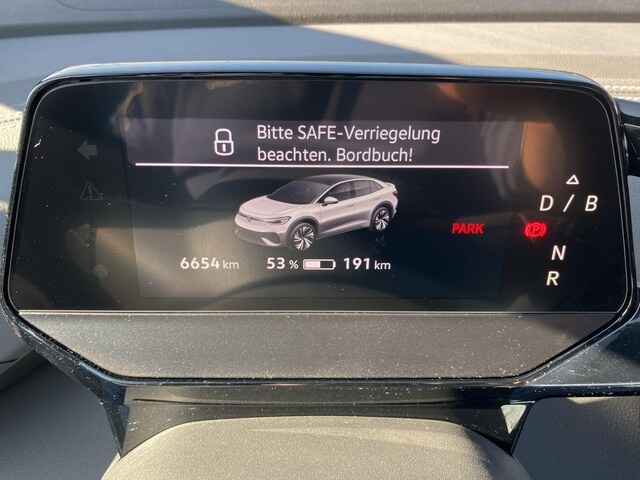 Bitte SAFE-Verriegelung
beachten. Bordbuch!
D / B
PARK P
N
6654 km 53 % 191 km
R